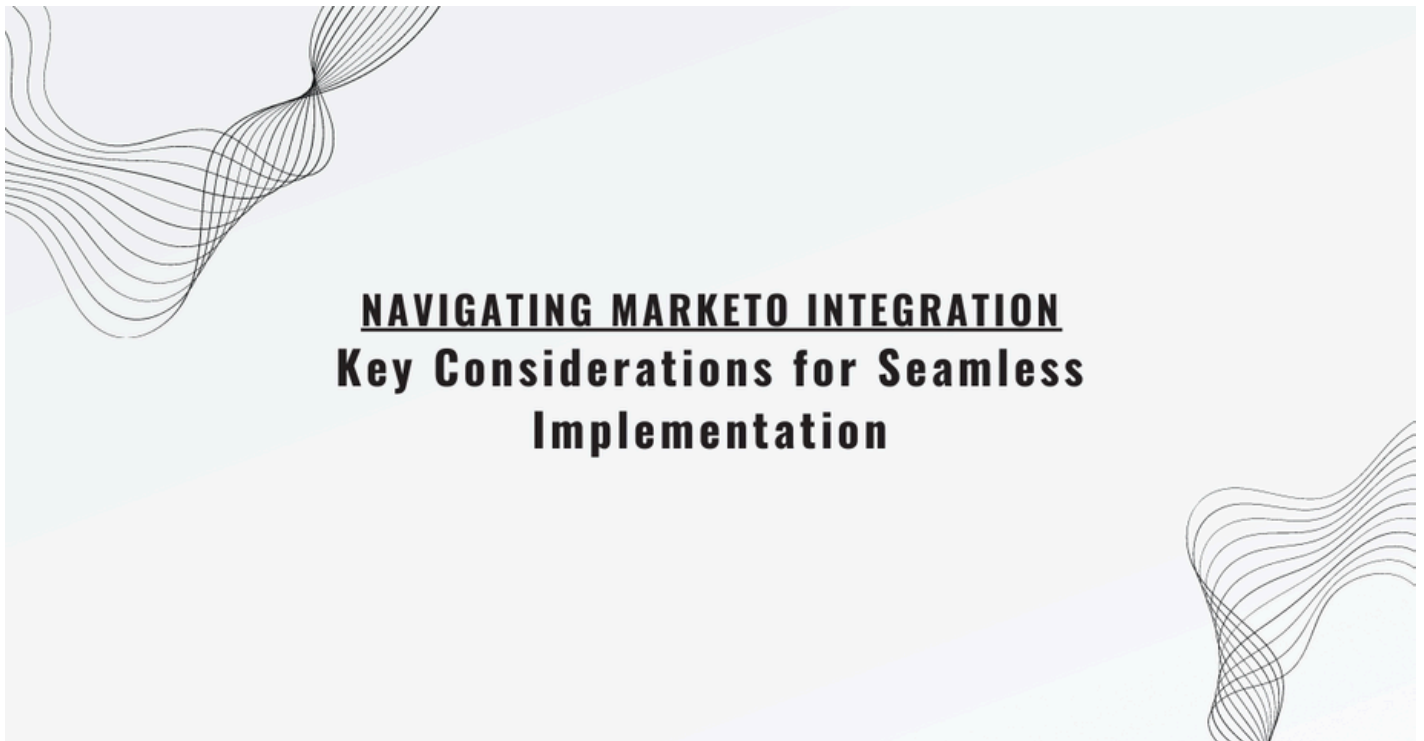 NAVIGATING MARKETO INTEGRATION
Key Considerations for Seamless
Implementation